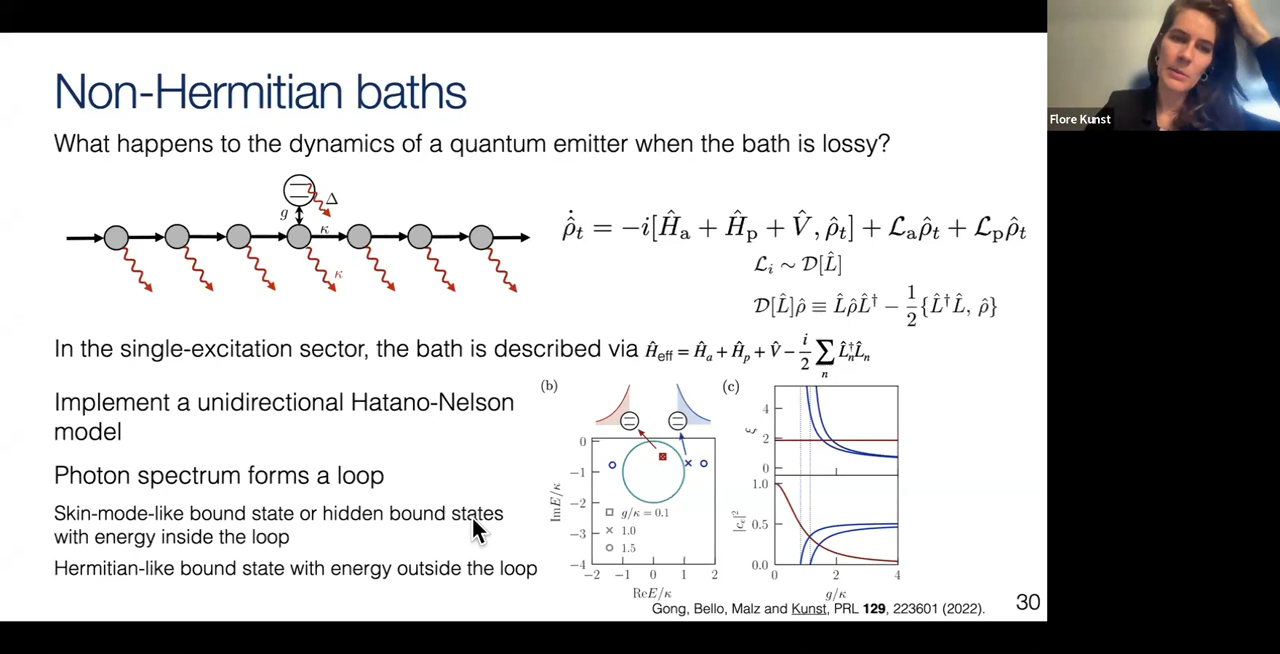 Non-Hermitian baths
Flore Kunst
What happens to the dynamics of a quantum emitter when the bath is lossy?
g
Δ
κ
κ
ρ̂̇ₜ = −i[Ĥₐ + Ĥₚ + V̂, ρ̂ₜ] + ℒₐρ̂ₜ + ℒₚρ̂ₜ
ℒᵢ ∼ 𝒟[L̂]
𝒟[L̂]ρ̂ ≡ L̂ρ̂L̂† − 1/2{L̂†L̂, ρ̂}
In the single-excitation sector, the bath is described via Ĥeff = Ĥₐ + Ĥₚ + V̂ − i/2 ∑ₙ L̂ₙ†L̂ₙ
Implement a unidirectional Hatano-Nelson
model
Photon spectrum forms a loop
Skin-mode-like bound state or hidden bound states
with energy inside the loop
Hermitian-like bound state with energy outside the loop
(b)
ImE/κ
0
−1
−2
−3
−4
g/κ = 0.1
1.0
1.5
−2 −1 0 1 2
ReE/κ
(c)
ξ
4
2
0
|cₑ|²
1.0
0.5
0.0
0 2 4
g/κ
Gong, Bello, Malz and Kunst, PRL 129, 223601 (2022).
30